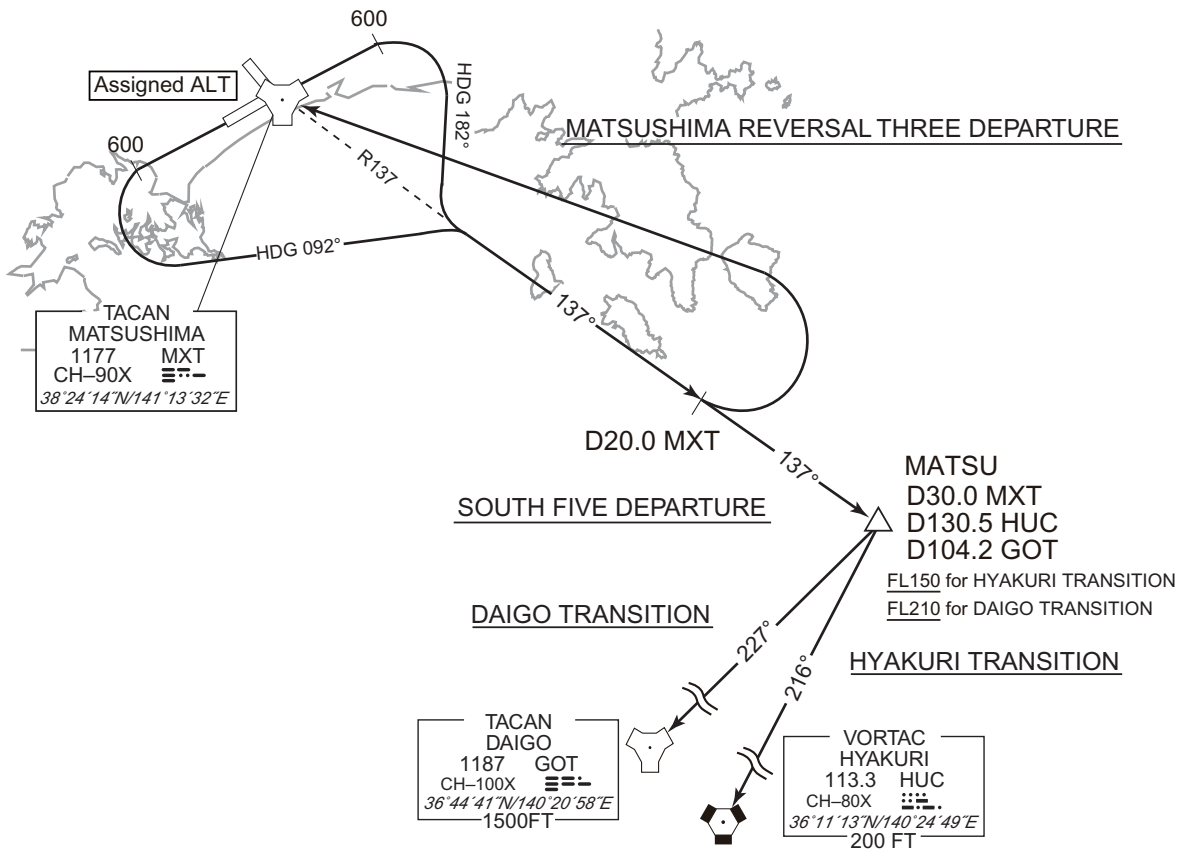 600
Assigned ALT
HDG 182°
MATSUSHIMA REVERSAL THREE DEPARTURE
600
R137
HDG 092°
137°
TACAN
MATSUSHIMA
1177 MXT
CH–90X
38°24´14˝N/141°13´32˝E
D20.0 MXT
137°
MATSU
D30.0 MXT
D130.5 HUC
D104.2 GOT
SOUTH FIVE DEPARTURE
FL150 for HYAKURI TRANSITION
FL210 for DAIGO TRANSITION
DAIGO TRANSITION
227°
216°
HYAKURI TRANSITION
TACAN
DAIGO
1187 GOT
CH–100X
36°44´41˝N/140°20´58˝E
1500FT
VORTAC
HYAKURI
113.3 HUC
CH–80X
36°11´13˝N/140°24´49˝E
200 FT